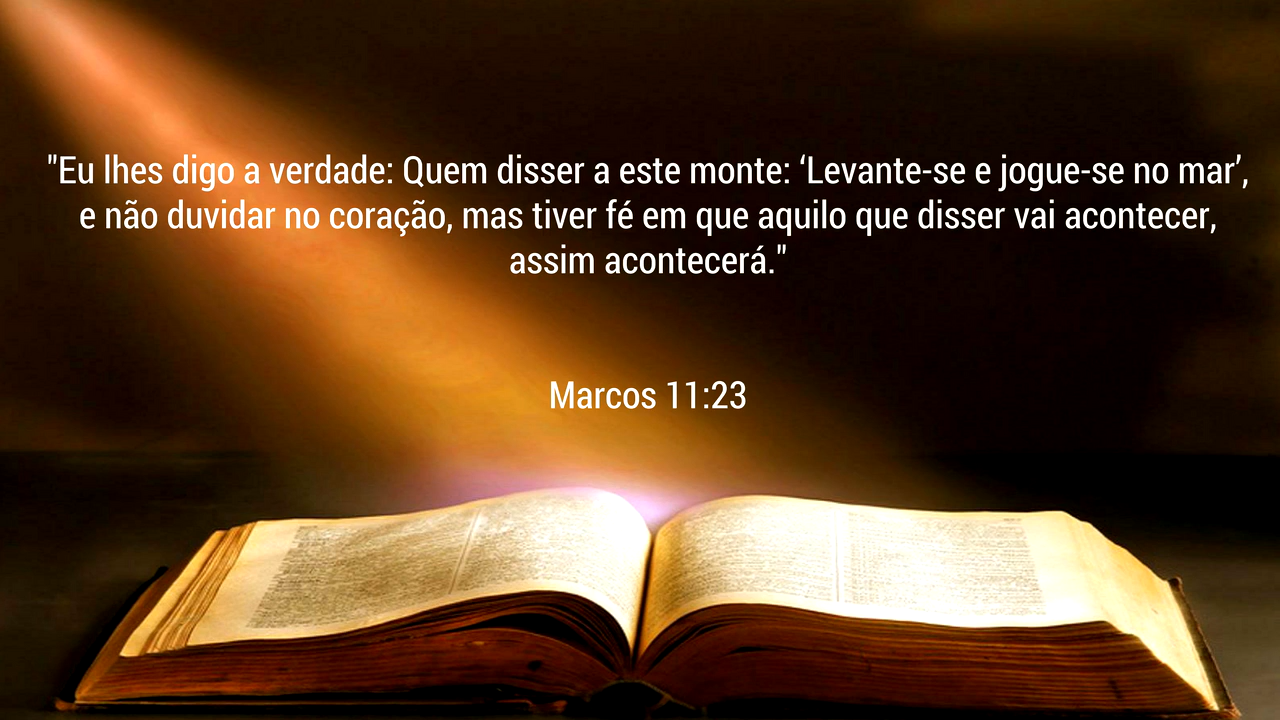 "Eu lhes digo a verdade: Quem disser a este monte: ‘Levante-se e jogue-se no mar’,
e não duvidar no coração, mas tiver fé em que aquilo que disser vai acontecer,
assim acontecerá."
Marcos 11:23